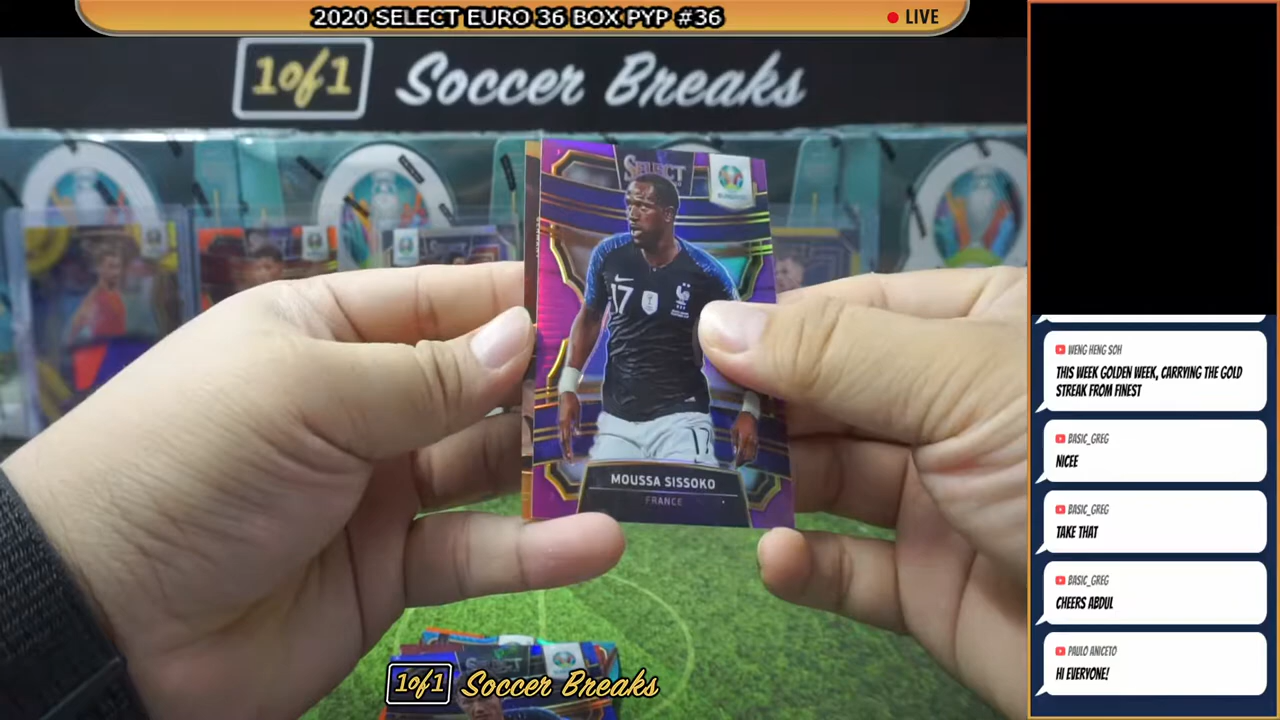 2020 SELECT EURO 36 BOX PYP #36
LIVE
1of1 Soccer Breaks
SELECT
17
17
MOUSSA SISSOKO
FRANCE
WENG HENG SOH
THIS WEEK GOLDEN WEEK, CARRYING THE GOLD
STREAK FROM FINEST
BASIC_GREG
NICEE
BASIC_GREG
TAKE THAT
BASIC_GREG
CHEERS ABDUL
PAULO ANICETO
HI EVERYONE!
SELECT
1of1 Soccer Breaks